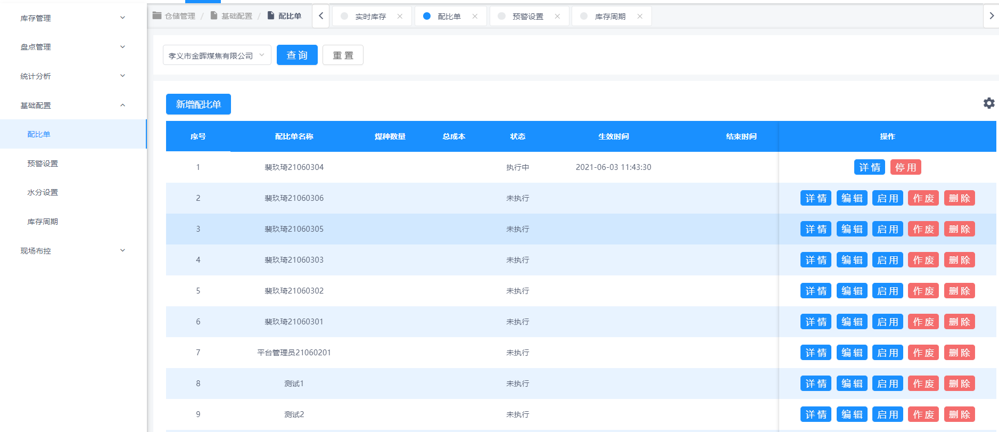 库存管理
盘点管理
统计分析
基础配置
配比单
预警设置
水分设置
库存周期
现场布控
仓储管理 / 基础配置 / 配比单
实时库存 配比单 预警设置 库存周期
孝义市金晖煤焦有限公司 查询 重置
新增配比单
序号 配比单名称 煤种数量 总成本 状态 生效时间 结束时间 操作
1 裴玖琦21060304 执行中 2021-06-03 11:43:30 详情 停用
2 裴玖琦21060306 未执行 详情 编辑 启用 作废 删除
3 裴玖琦21060305 未执行 详情 编辑 启用 作废 删除
4 裴玖琦21060303 未执行 详情 编辑 启用 作废 删除
5 裴玖琦21060302 未执行 详情 编辑 启用 作废 删除
6 裴玖琦21060301 未执行 详情 编辑 启用 作废 删除
7 平台管理员21060201 未执行 详情 编辑 启用 作废 删除
8 测试1 未执行 详情 编辑 启用 作废 删除
9 测试2 未执行 详情 编辑 启用 作废 删除